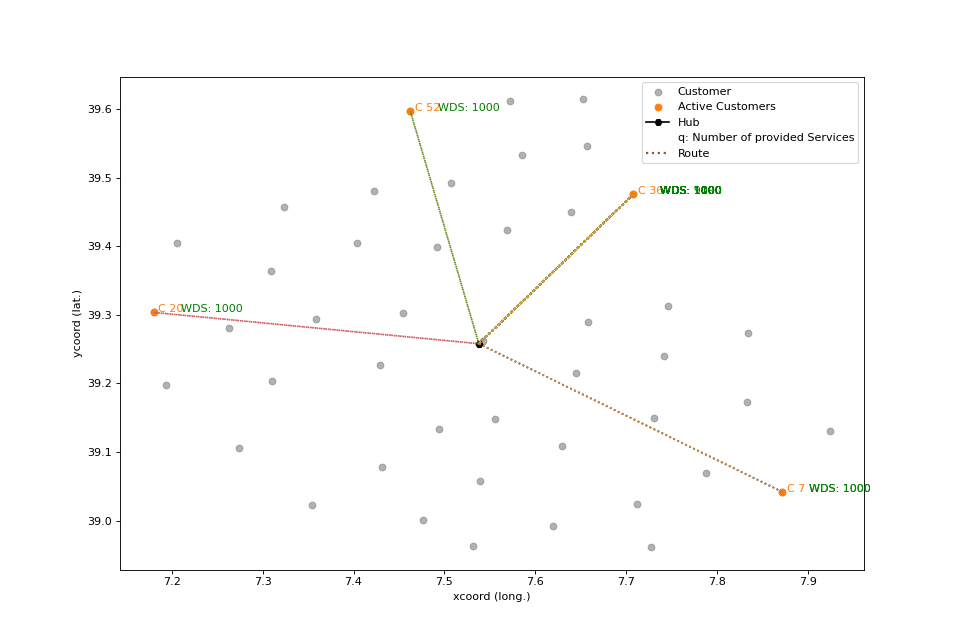 Customer
Active Customers
Hub
q: Number of provided Services
Route
C 52 WDS: 1000
C 36 WDS:
C 20 WDS: 1000
C 7 WDS: 1000
39.6
39.5
39.4
39.3
39.2
39.1
39.0
ycoord (lat.)
7.2 7.3 7.4 7.5 7.6 7.7 7.8 7.9
xcoord (long.)